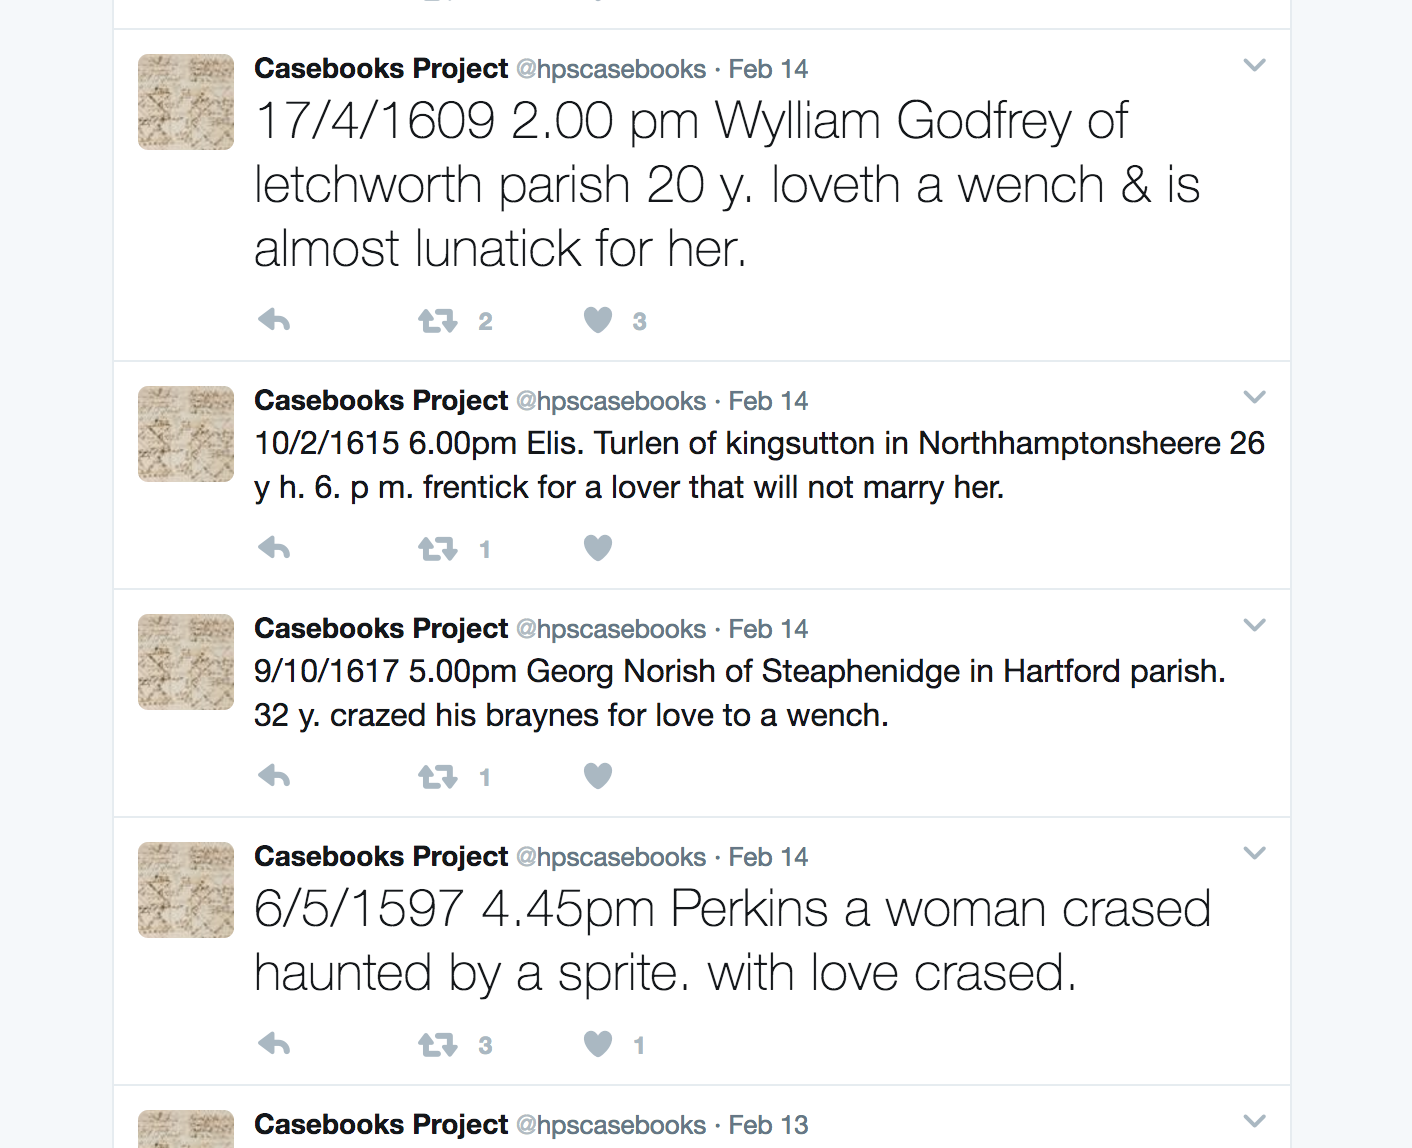 Casebooks Project @hpscasebooks · Feb 14
17/4/1609 2.00 pm Wylliam Godfrey of
letchworth parish 20 y. loveth a wench & is
almost lunatick for her.
2 3
Casebooks Project @hpscasebooks · Feb 14
10/2/1615 6.00pm Elis. Turlen of kingsutton in Northhamptonsheere 26
y h. 6. p m. frentick for a lover that will not marry her.
1
Casebooks Project @hpscasebooks · Feb 14
9/10/1617 5.00pm Georg Norish of Steaphenidge in Hartford parish.
32 y. crazed his braynes for love to a wench.
1
Casebooks Project @hpscasebooks · Feb 14
6/5/1597 4.45pm Perkins a woman crased
haunted by a sprite. with love crased.
3 1
Casebooks Project @hpscasebooks · Feb 13